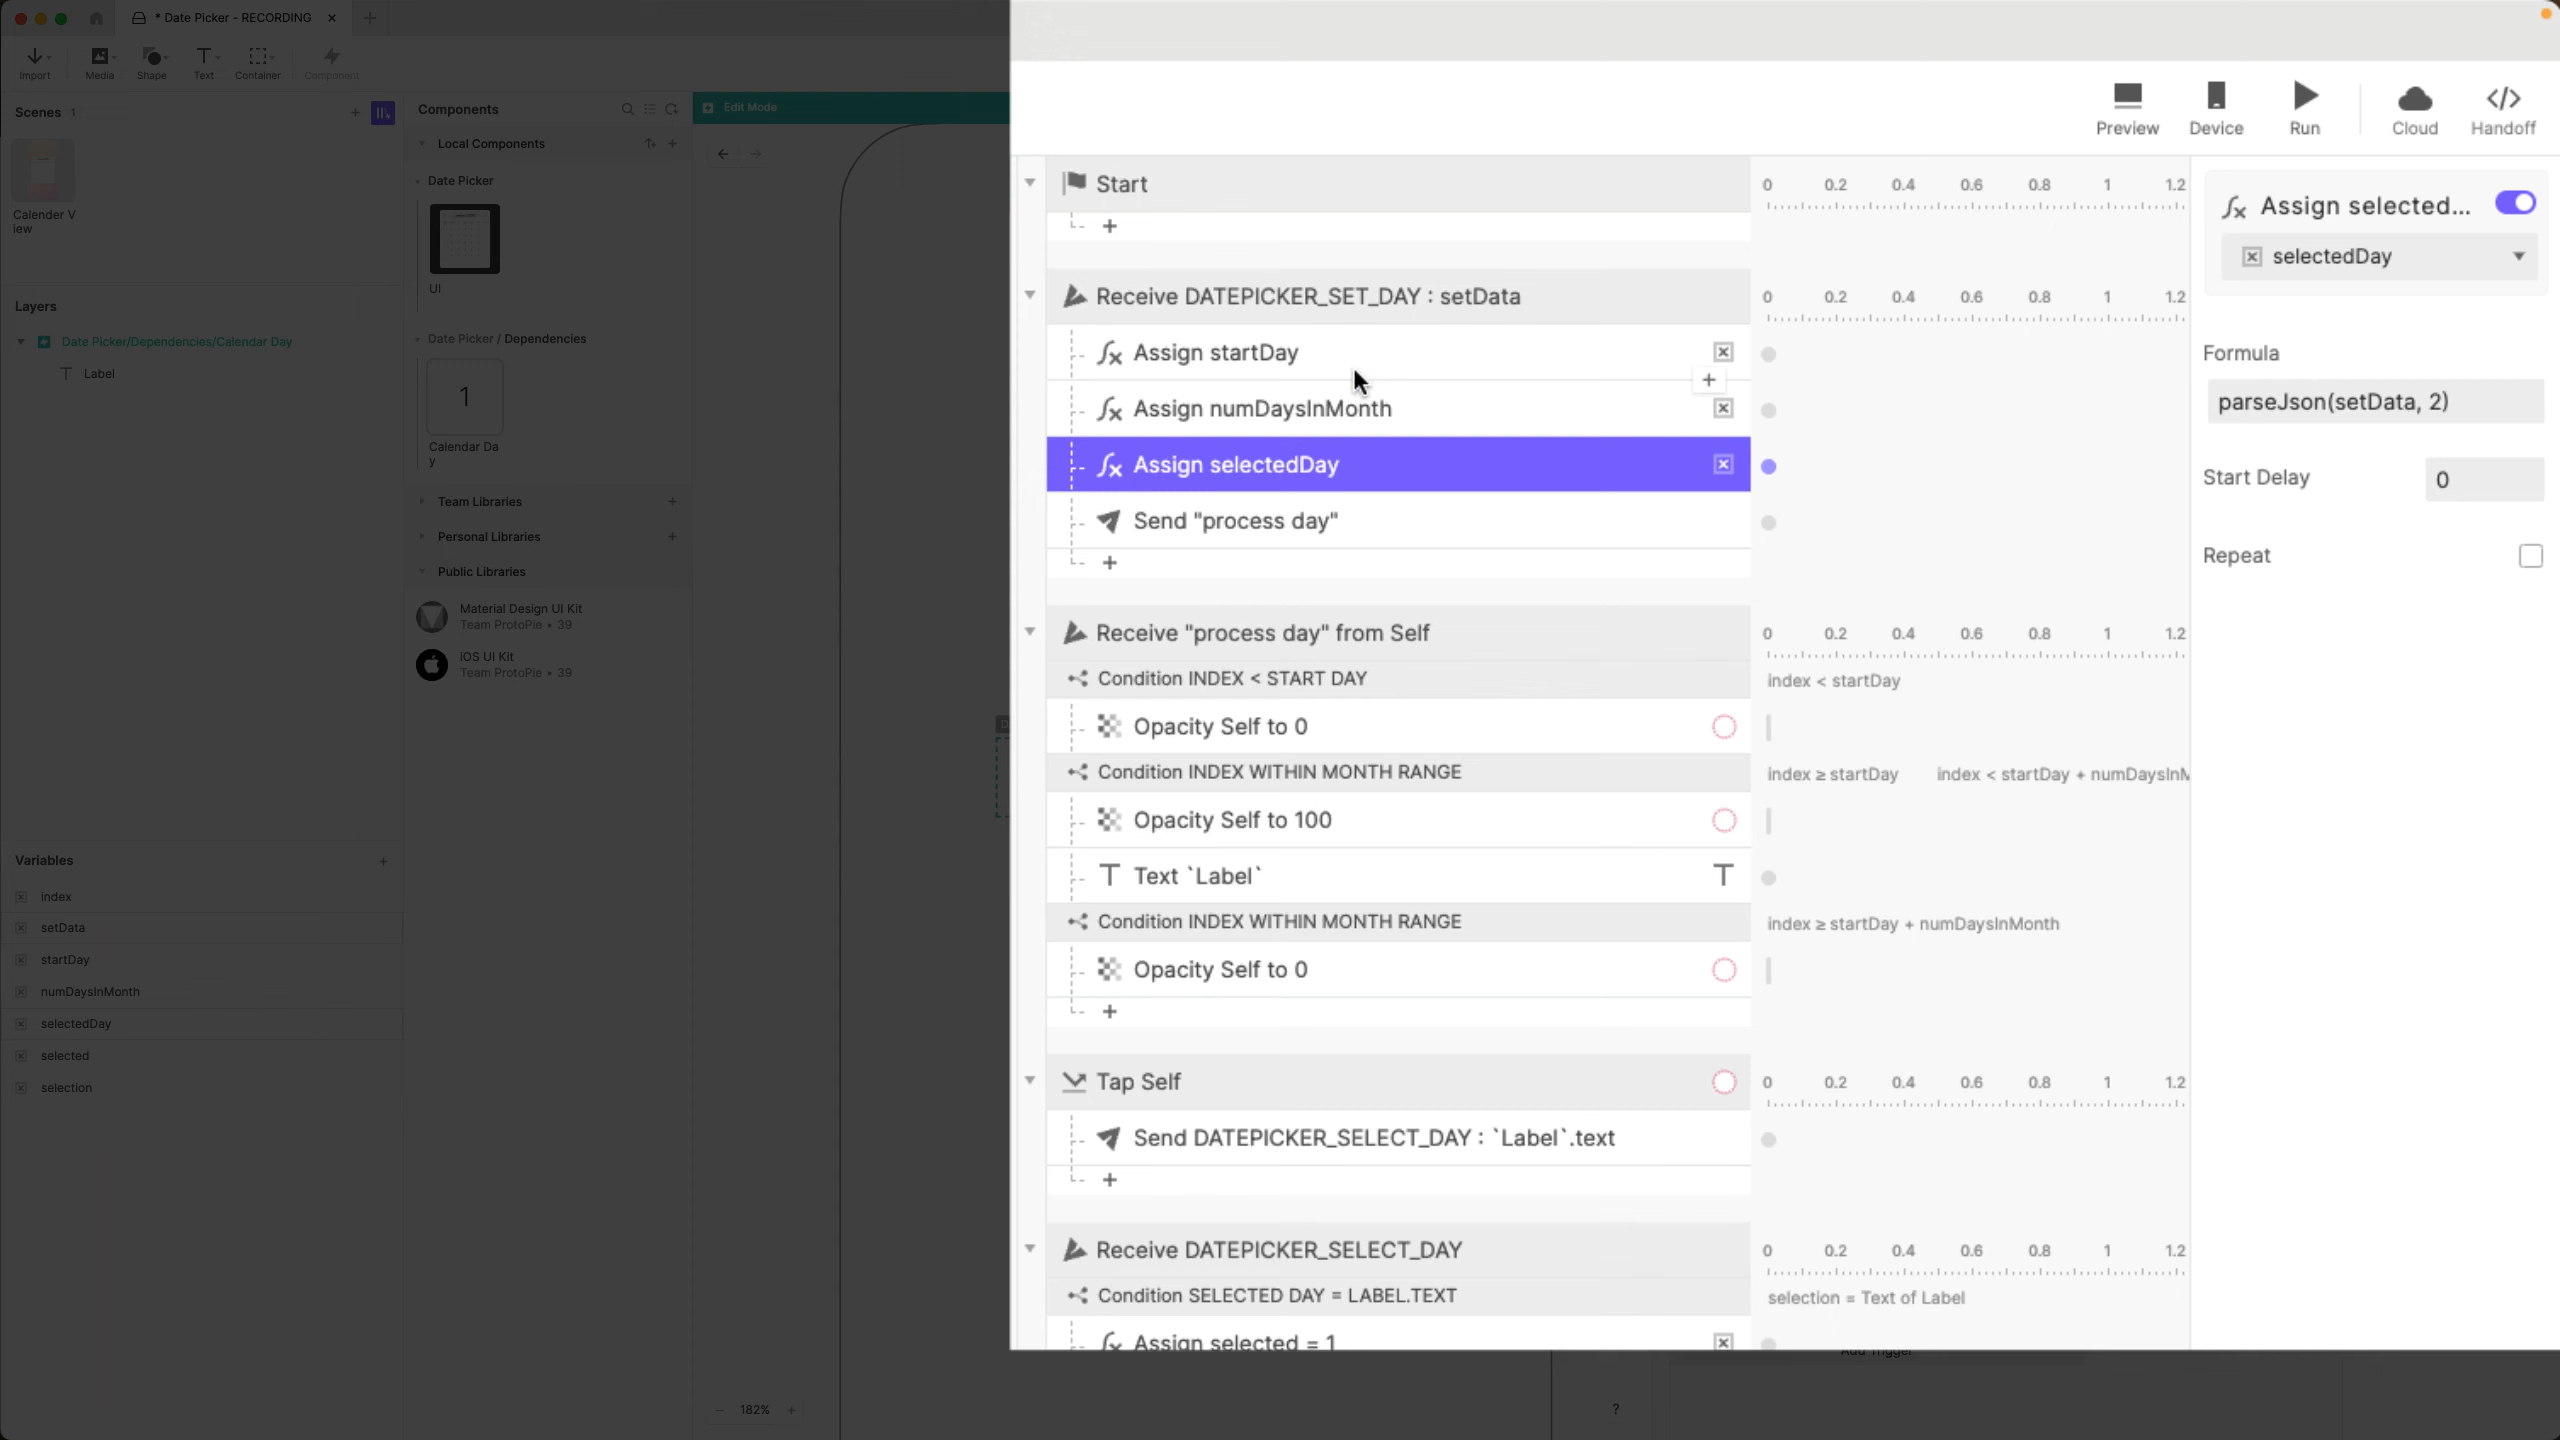 * Date Picker - RECORDING
Import
Media
Shape
Text
Container
Component
Scenes 1
Calender V
iew
Layers
Date Picker/Dependencies/Calendar Day
Label
Variables
index
setData
startDay
numDaysInMonth
selectedDay
selected
selection
Components
Local Components
Date Picker
UI
Date Picker / Dependencies
1
Calendar Da
y
Team Libraries
Personal Libraries
Public Libraries
Material Design UI Kit
Team ProtoPie • 39
iOS UI Kit
Team ProtoPie • 39
Edit Mode
182%
?
Preview
Device
Run
Cloud
Handoff
Start
0 0.2 0.4 0.6 0.8 1 1.2
Receive DATEPICKER_SET_DAY : setData
0 0.2 0.4 0.6 0.8 1 1.2
Assign startDay
Assign numDaysInMonth
Assign selectedDay
Send "process day"
Receive "process day" from Self
0 0.2 0.4 0.6 0.8 1 1.2
Condition INDEX < START DAY
index < startDay
Opacity Self to 0
Condition INDEX WITHIN MONTH RANGE
index ≥ startDay index < startDay + numDaysInM
Opacity Self to 100
Text `Label`
Condition INDEX WITHIN MONTH RANGE
index ≥ startDay + numDaysInMonth
Opacity Self to 0
Tap Self
0 0.2 0.4 0.6 0.8 1 1.2
Send DATEPICKER_SELECT_DAY : `Label`.text
Receive DATEPICKER_SELECT_DAY
0 0.2 0.4 0.6 0.8 1 1.2
Condition SELECTED DAY = LABEL.TEXT
selection = Text of Label
Assign selected = 1
Add Trigger
Assign selected...
selectedDay
Formula
parseJson(setData, 2)
Start Delay
0
Repeat